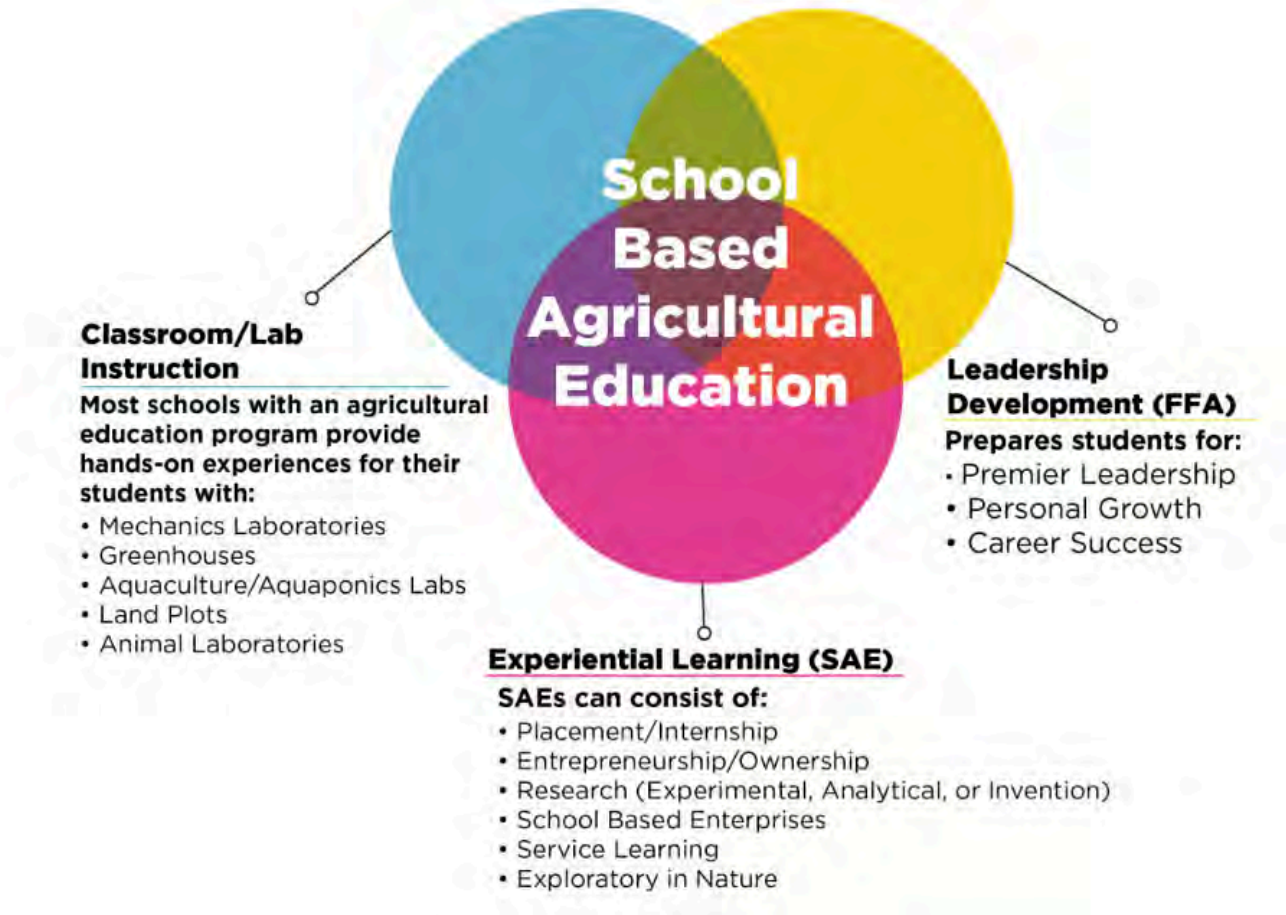 School
Based
Agricultural
Education
Classroom/Lab
Instruction
Most schools with an agricultural
education program provide
hands-on experiences for their
students with:
• Mechanics Laboratories
• Greenhouses
• Aquaculture/Aquaponics Labs
• Land Plots
• Animal Laboratories
Leadership
Development (FFA)
Prepares students for:
• Premier Leadership
• Personal Growth
• Career Success
Experiential Learning (SAE)
SAEs can consist of:
• Placement/Internship
• Entrepreneurship/Ownership
• Research (Experimental, Analytical, or Invention)
• School Based Enterprises
• Service Learning
• Exploratory in Nature